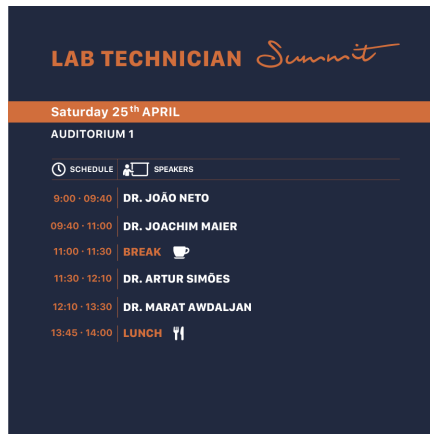 LAB TECHNICIAN Summit
Saturday 25th APRIL
AUDITORIUM 1
SCHEDULE SPEAKERS
9:00 · 09:40 DR. JOÃO NETO
09:40 · 11:00 DR. JOACHIM MAIER
11:00 · 11:30 BREAK
11:30 · 12:10 DR. ARTUR SIMÕES
12:10 · 13:30 DR. MARAT AWDALJAN
13:45 · 14:00 LUNCH